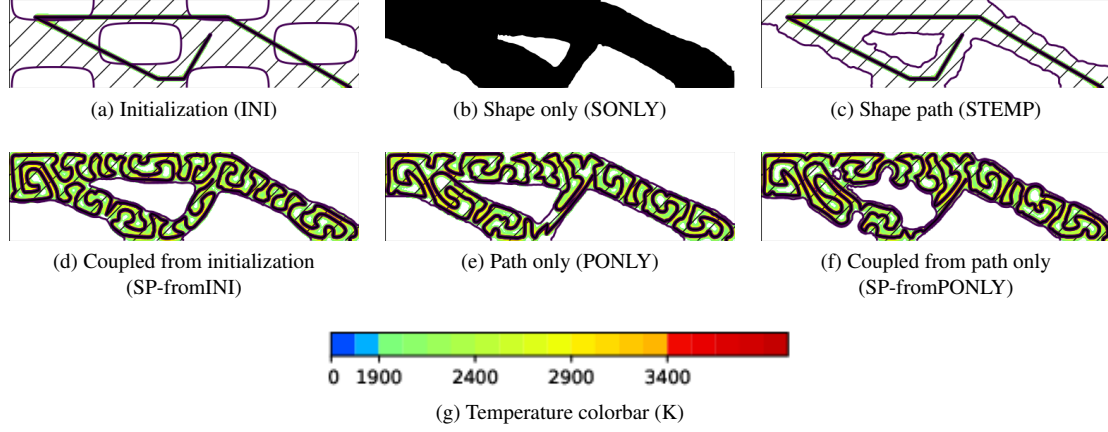 (a) Initialization (INI)
(b) Shape only (SONLY)
(c) Shape path (STEMP)
(d) Coupled from initialization
(SP-fromINI)
(e) Path only (PONLY)
(f) Coupled from path only
(SP-fromPONLY)
0 1900 2400 2900 3400
(g) Temperature colorbar (K)